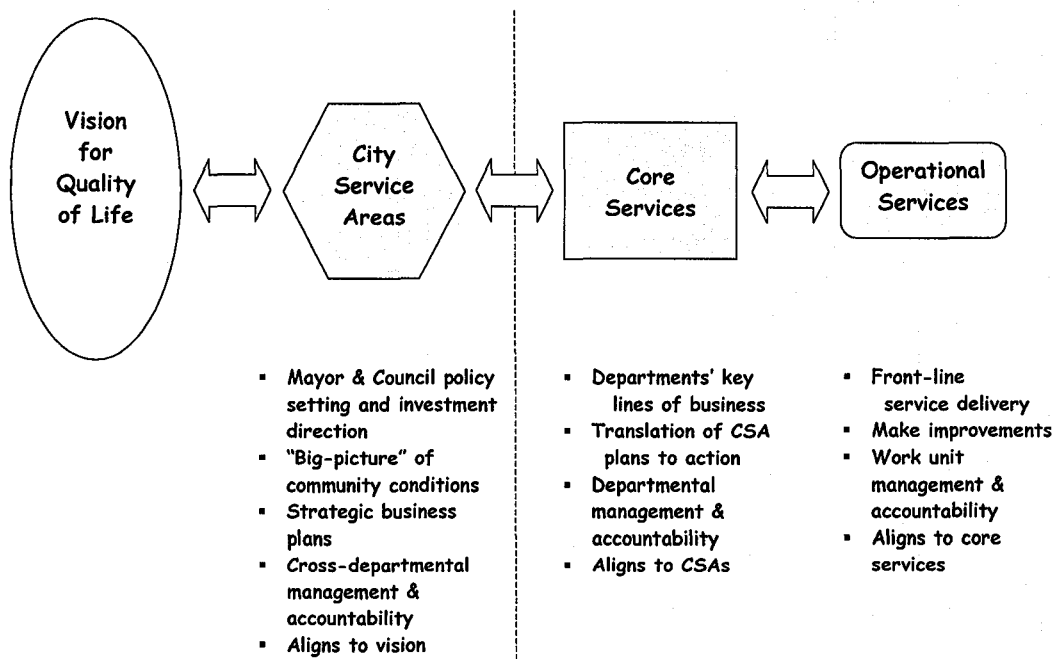 Vision
for
Quality
of Life
City
Service
Areas
Core
Services
Operational
Services
▪ Mayor & Council policy
setting and investment
direction
▪ "Big-picture" of
community conditions
▪ Strategic business
plans
▪ Cross-departmental
management &
accountability
▪ Aligns to vision
▪ Departments' key
lines of business
▪ Translation of CSA
plans to action
▪ Departmental
management &
accountability
▪ Aligns to CSAs
▪ Front-line
service delivery
▪ Make improvements
▪ Work unit
management &
accountability
▪ Aligns to core
services